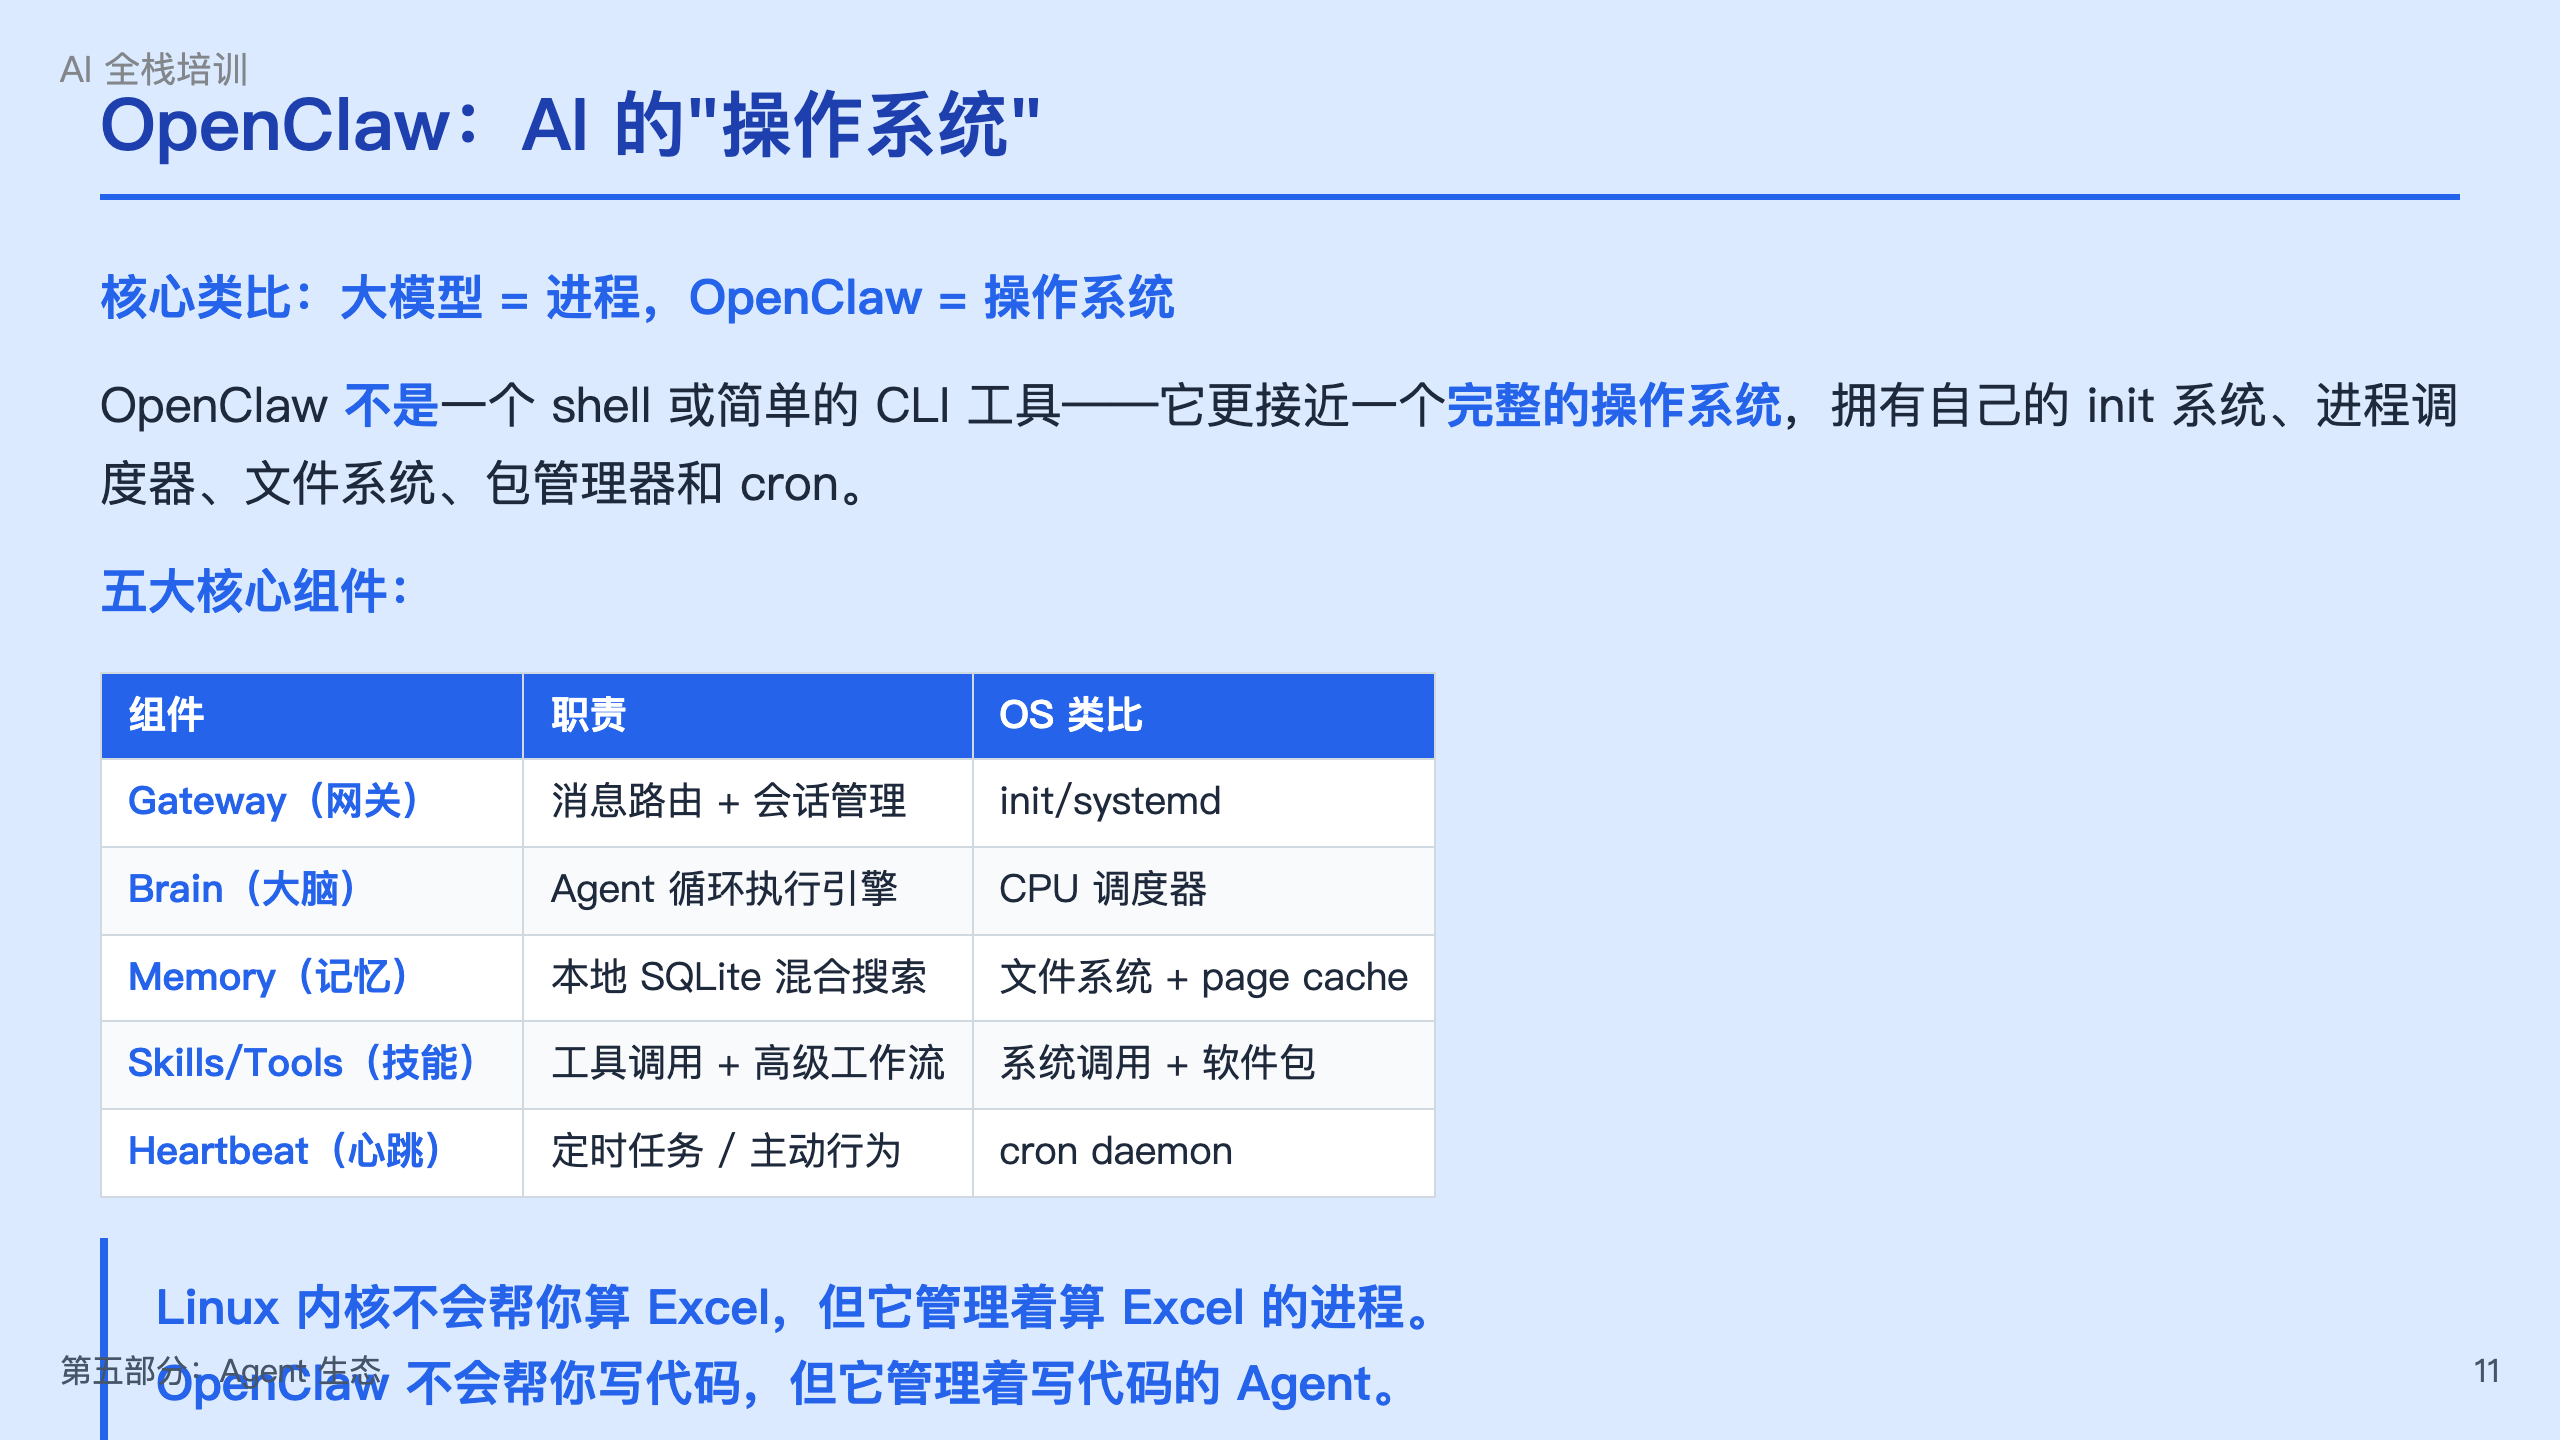 AI 全栈培训
OpenClaw：AI 的"操作系统"
核心类比：大模型 = 进程，OpenClaw = 操作系统
OpenClaw 不是一个 shell 或简单的 CLI 工具——它更接近一个完整的操作系统，拥有自己的 init 系统、进程调
度器、文件系统、包管理器和 cron。
五大核心组件：
组件 职责 OS 类比
Gateway（网关） 消息路由 + 会话管理 init/systemd
Brain（大脑） Agent 循环执行引擎 CPU 调度器
Memory（记忆） 本地 SQLite 混合搜索 文件系统 + page cache
Skills/Tools（技能） 工具调用 + 高级工作流 系统调用 + 软件包
Heartbeat（心跳） 定时任务 / 主动行为 cron daemon
Linux 内核不会帮你算 Excel，但它管理着算 Excel 的进程。
OpenClaw 不会帮你写代码，但它管理着写代码的 Agent。
第五部分：Agent 生态
11